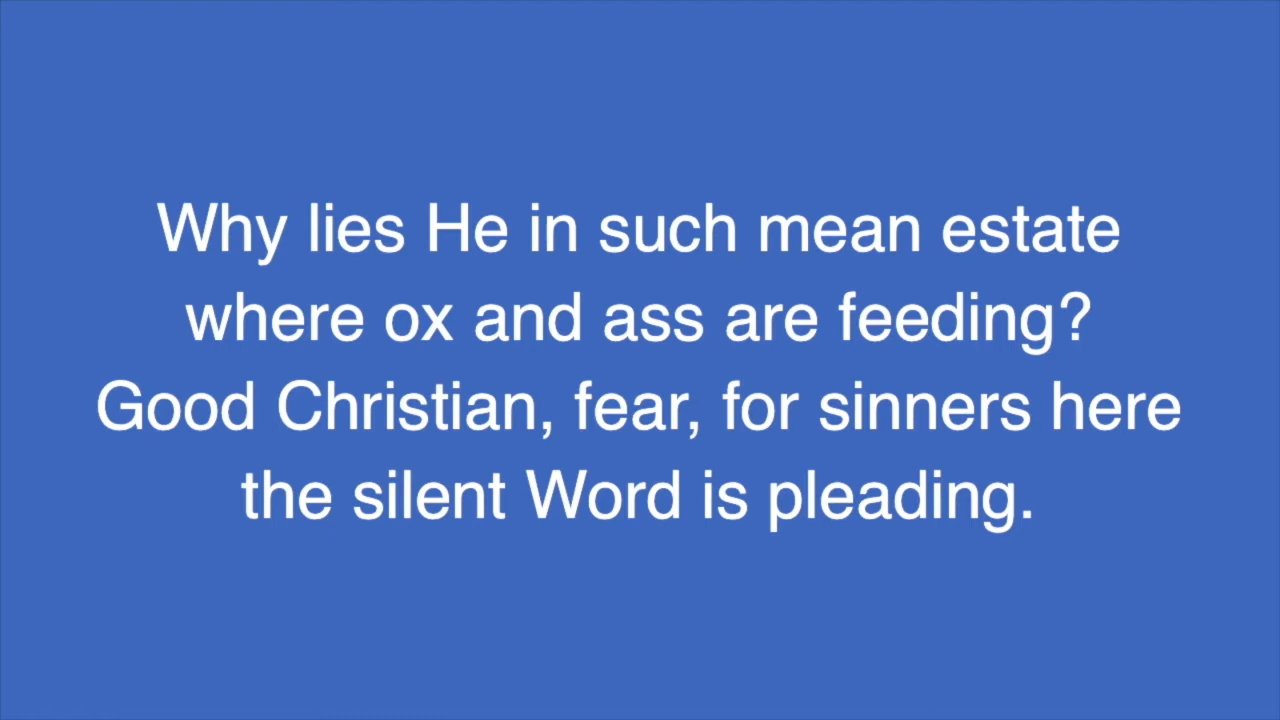 Why lies He in such mean estate
where ox and ass are feeding?
Good Christian, fear, for sinners here
the silent Word is pleading.